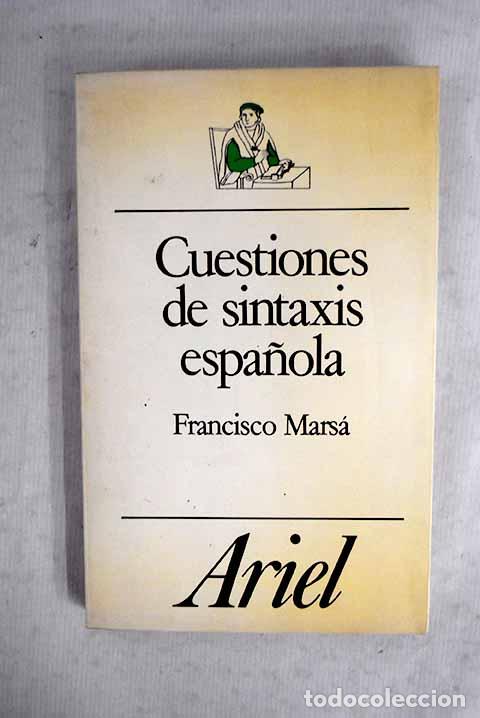 Cuestiones
de sintaxis
española
Francisco Marsá
Ariel
todocoleccion